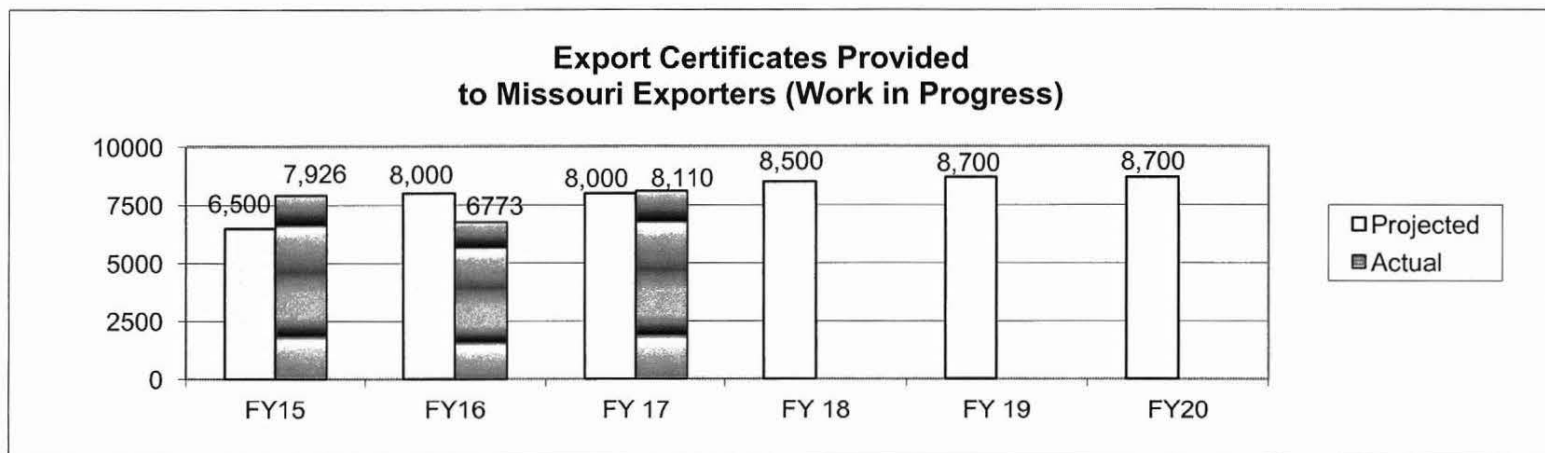 Export Certificates Provided
to Missouri Exporters (Work in Progress)
10000
7500
5000
2500
0
6,500
7,926
8,000
6773
8,000
8,110
8,500
8,700
8,700
FY15
FY16
FY 17
FY 18
FY 19
FY20
Projected
Actual